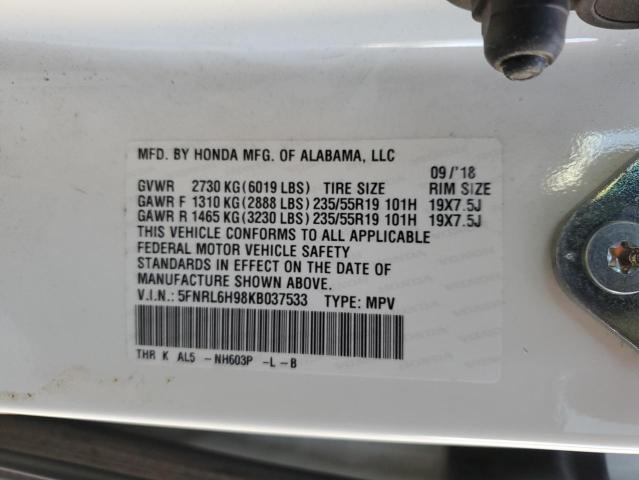 MFD. BY HONDA MFG. OF ALABAMA, LLC
09/'18
GVWR 2730 KG(6019 LBS) TIRE SIZE RIM SIZE
GAWR F 1310 KG(2888 LBS) 235/55R19 101H 19X7.5J
GAWR R 1465 KG(3230 LBS) 235/55R19 101H 19X7.5J
THIS VEHICLE CONFORMS TO ALL APPLICABLE
FEDERAL MOTOR VEHICLE SAFETY
STANDARDS IN EFFECT ON THE DATE OF
MANUFACTURE SHOWN ABOVE.
V.I.N.: 5FNRL6H98KB037533 TYPE: MPV
THR K AL5 -NH603P -L -B